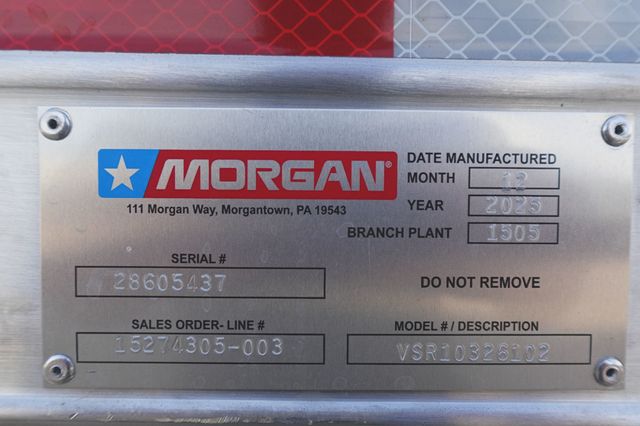 MORGAN®
111 Morgan Way, Morgantown, PA 19543
DATE MANUFACTURED
MONTH 12
YEAR 2025
BRANCH PLANT 1505
SERIAL #
28605437
DO NOT REMOVE
SALES ORDER- LINE #
15274305-003
MODEL # / DESCRIPTION
VSR10326102